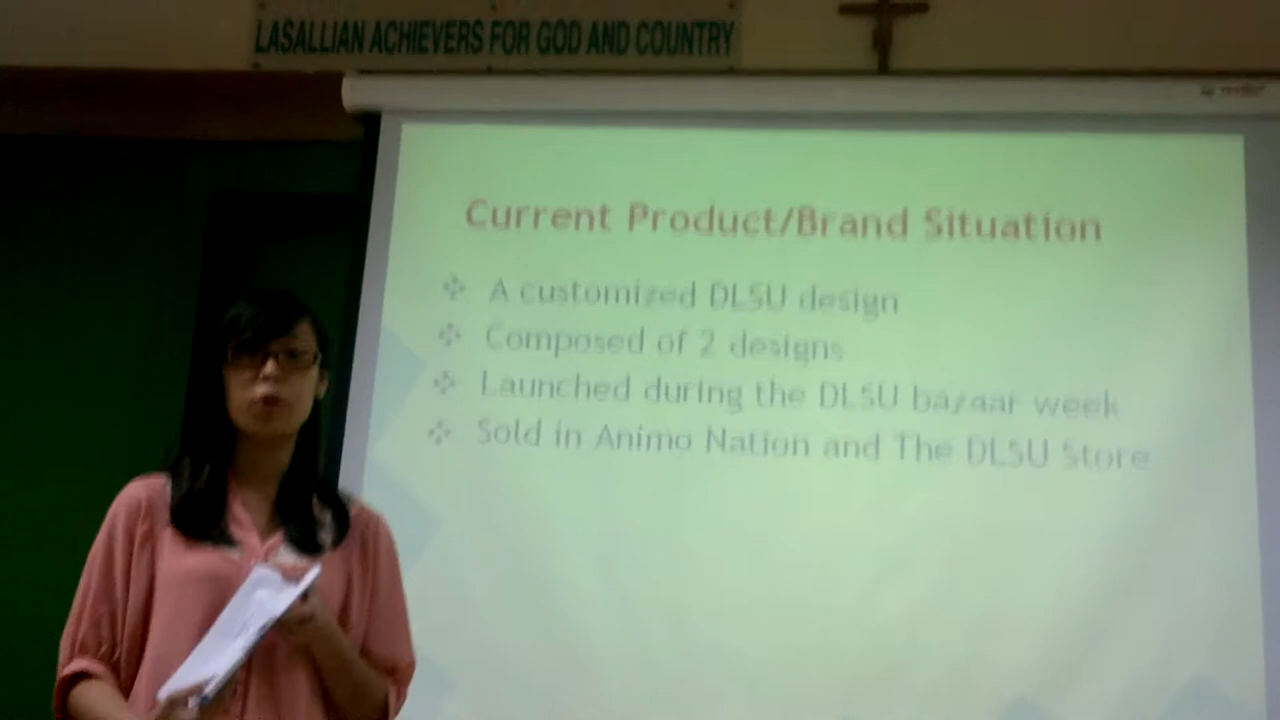 LASALLIAN ACHIEVERS FOR GOD AND COUNTRY
Current Product/Brand Situation
A customized DLSU design
Composed of 2 designs
Launched during the DLSU bazaar week
Sold in Animo Nation and The DLSU Store